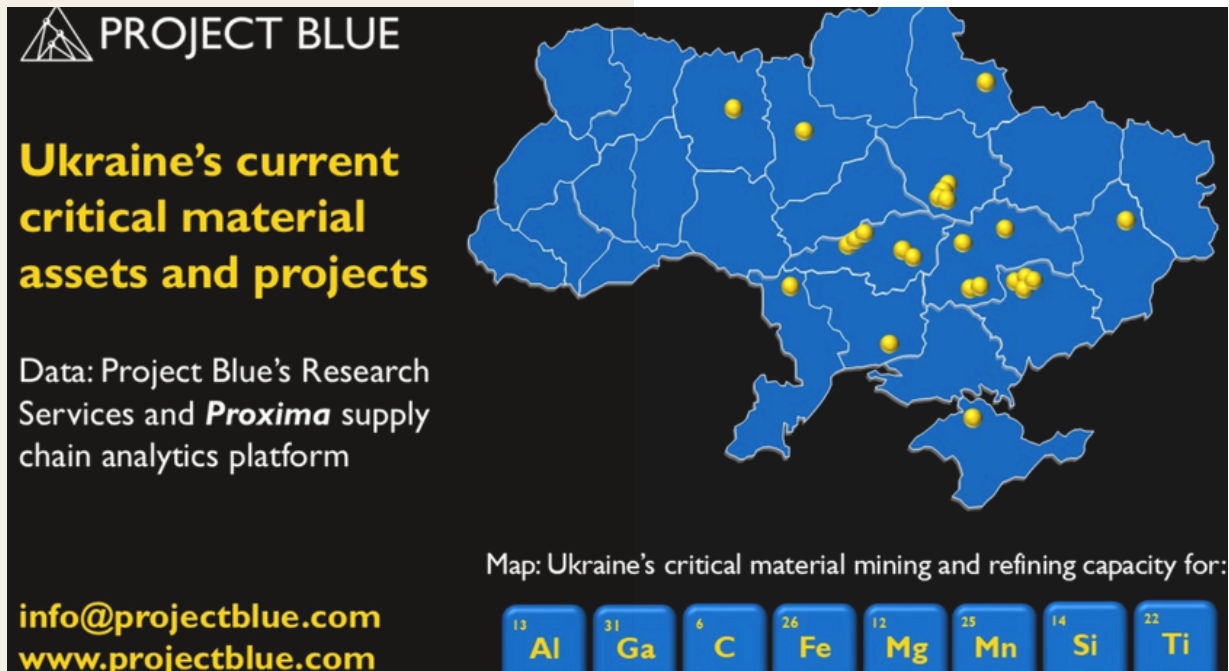 PROJECT BLUE
Ukraine's current
critical material
assets and projects
Data: Project Blue's Research
Services and Proxima supply
chain analytics platform
info@projectblue.com
www.projectblue.com
Map: Ukraine's critical material mining and refining capacity for:
13 31 6 26 12 25 14 22
Al Ga C Fe Mg Mn Si Ti